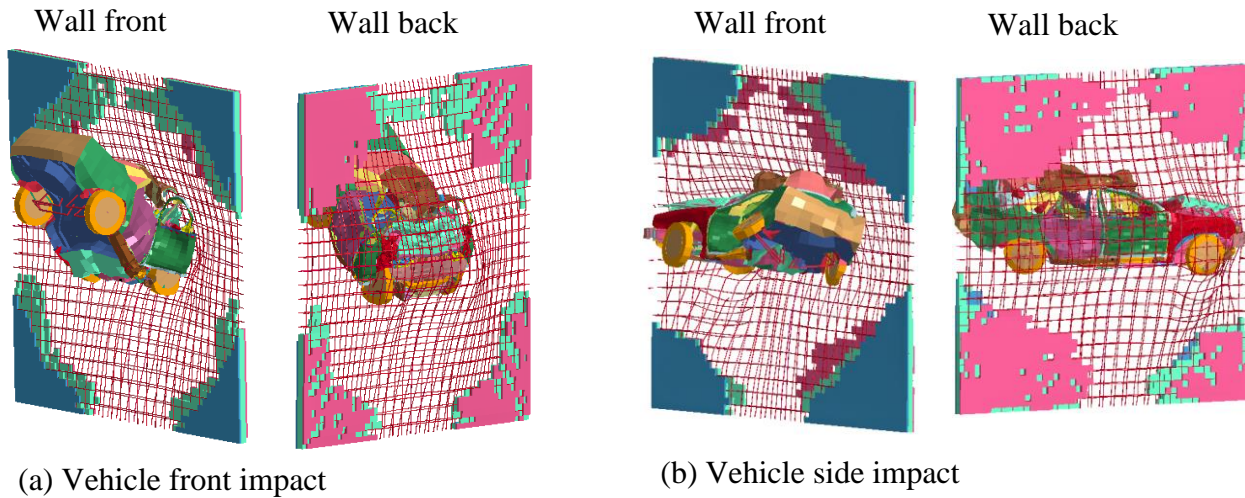 Wall front
Wall back
Wall front
Wall back
(a) Vehicle front impact
(b) Vehicle side impact